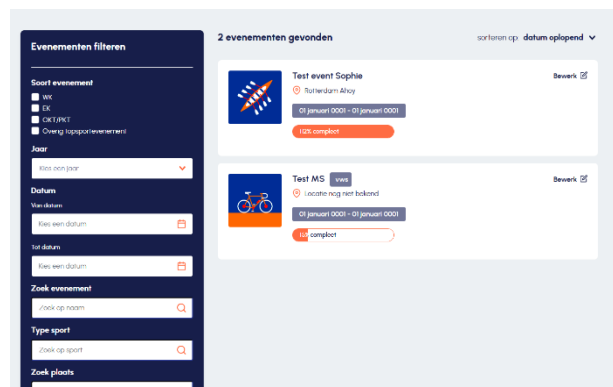 Evenementen filteren
Soort evenement
WK
EK
OKT/PKT
Overig topsportevenement
Jaar
Kies een jaar
Datum
Van datum
Kies een datum
Tot datum
Kies een datum
Zoek evenement
Zoek op naam
Type sport
Zoek op sport
Zoek plaats
2 evenementen gevonden
sorteren op: datum oplopend
Test event Sophie
Bewerk
Rotterdam Ahoy
01 januari 0001 - 01 januari 0001
112% compleet
Test MS vws
Bewerk
Locatie nog niet bekend
01 januari 0001 - 01 januari 0001
compleet